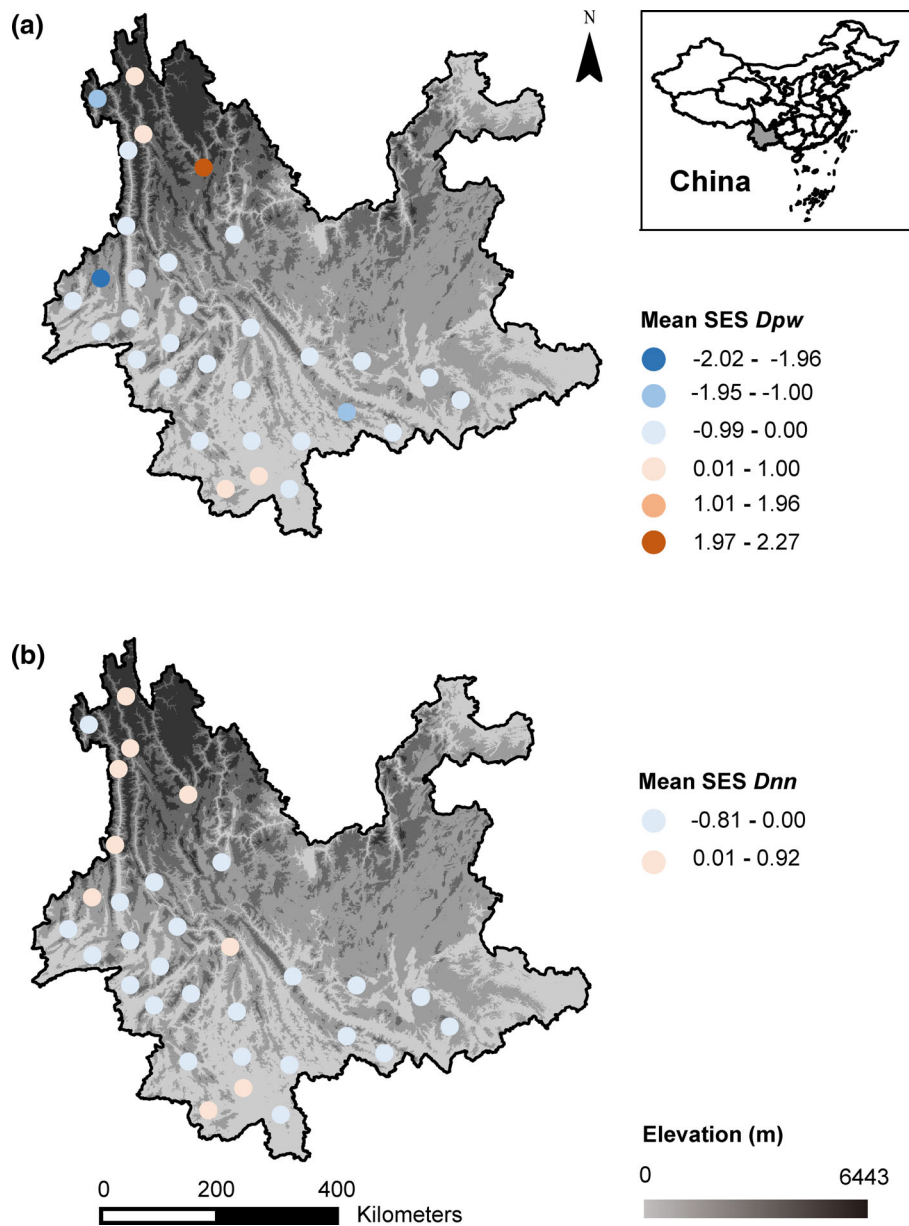 (a)
N
China
Mean SES Dpw
-2.02 - -1.96
-1.95 - -1.00
-0.99 - 0.00
0.01 - 1.00
1.01 - 1.96
1.97 - 2.27
(b)
Mean SES Dnn
-0.81 - 0.00
0.01 - 0.92
Elevation (m)
0 6443
0 200 400
Kilometers